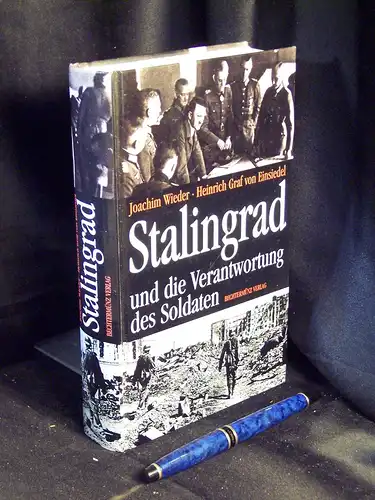 Joachim Wieder · Heinrich Graf von Einsiedel
Stalingrad
und die Verantwortung
des Soldaten
BECHTERMÜNZ VERLAG
Stalingrad
BECHTERMÜNZ VERLAG